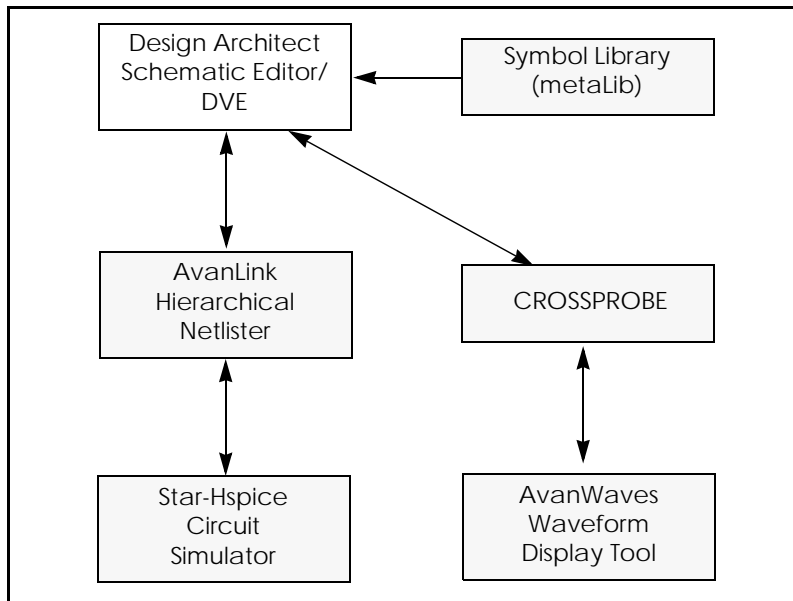 Design Architect
Schematic Editor/
DVE
Symbol Library
(metaLib)
AvanLink
Hierarchical
Netlister
CROSSPROBE
Star-Hspice
Circuit
Simulator
AvanWaves
Waveform
Display Tool